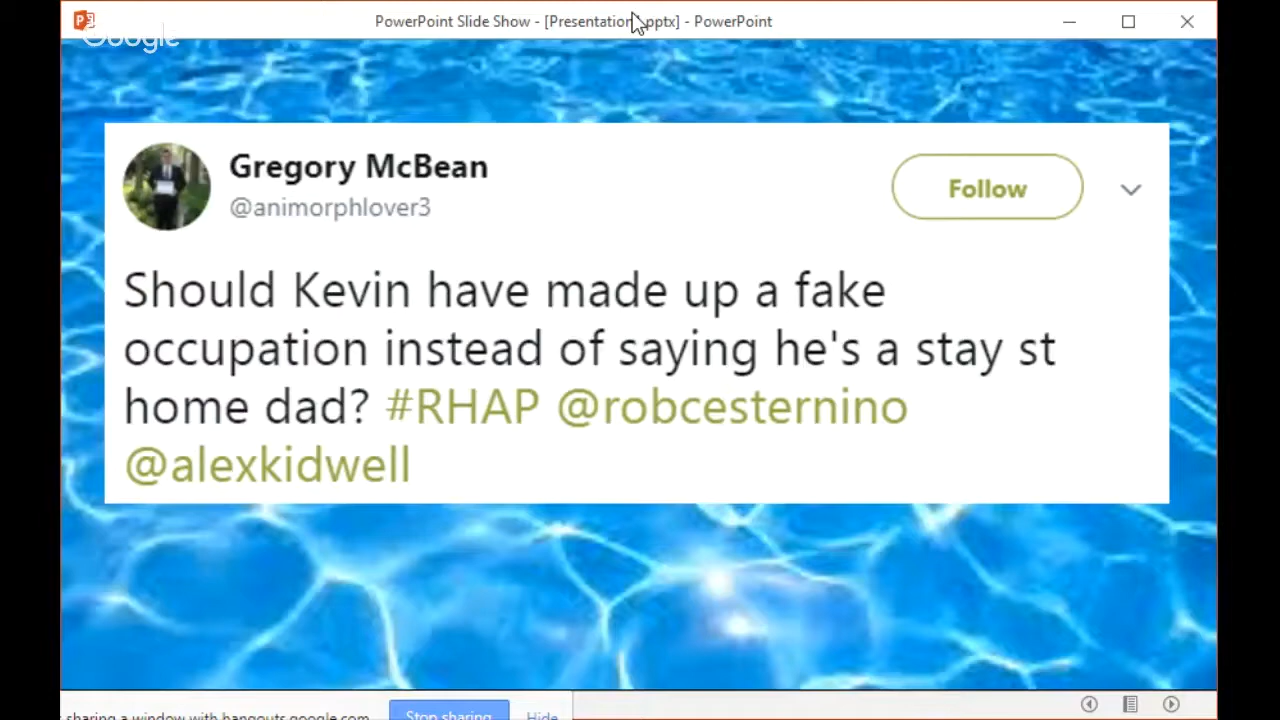 PowerPoint Slide Show - [Presentation pptx] - PowerPoint
Google
Gregory McBean
@animorphlover3
Follow
Should Kevin have made up a fake
occupation instead of saying he's a stay st
home dad? #RHAP @robcesternino
@alexkidwell
sharing a window with hangouts.google.com
Stop sharing
Hide